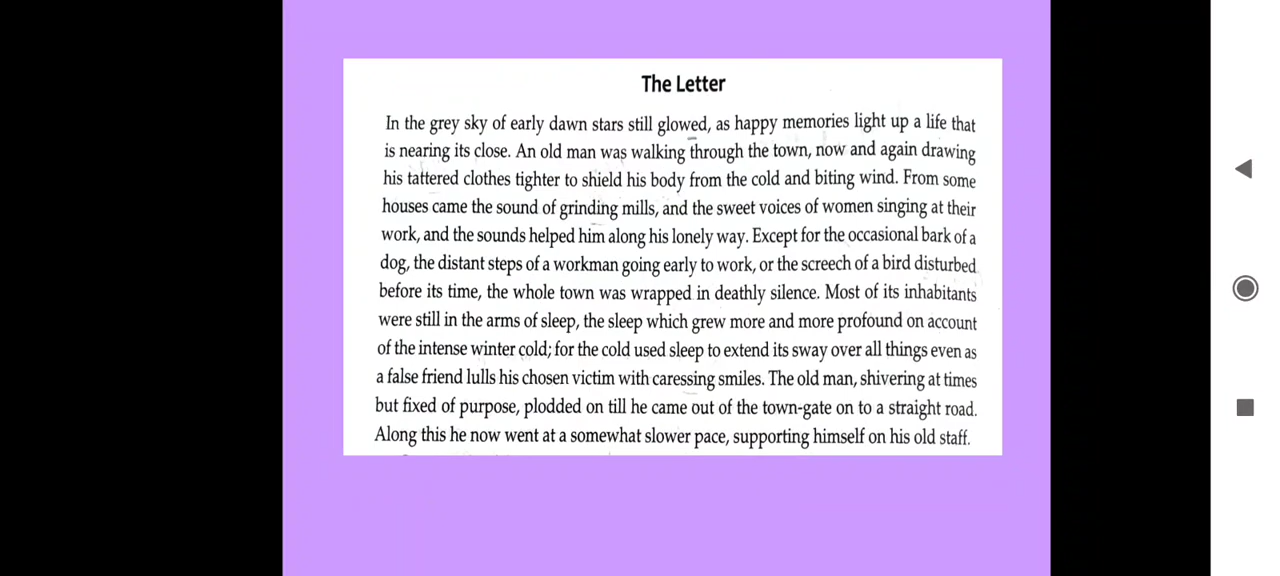 The Letter
In the grey sky of early dawn stars still glowed, as happy memories light up a life that
is nearing its close. An old man was walking through the town, now and again drawing
his tattered clothes tighter to shield his body from the cold and biting wind. From some
houses came the sound of grinding mills, and the sweet voices of women singing at their
work, and the sounds helped him along his lonely way. Except for the occasional bark of a
dog, the distant steps of a workman going early to work, or the screech of a bird disturbed
before its time, the whole town was wrapped in deathly silence. Most of its inhabitants
were still in the arms of sleep, the sleep which grew more and more profound on account
of the intense winter cold; for the cold used sleep to extend its sway over all things even as
a false friend lulls his chosen victim with caressing smiles. The old man, shivering at times
but fixed of purpose, plodded on till he came out of the town-gate on to a straight road.
Along this he now went at a somewhat slower pace, supporting himself on his old staff.